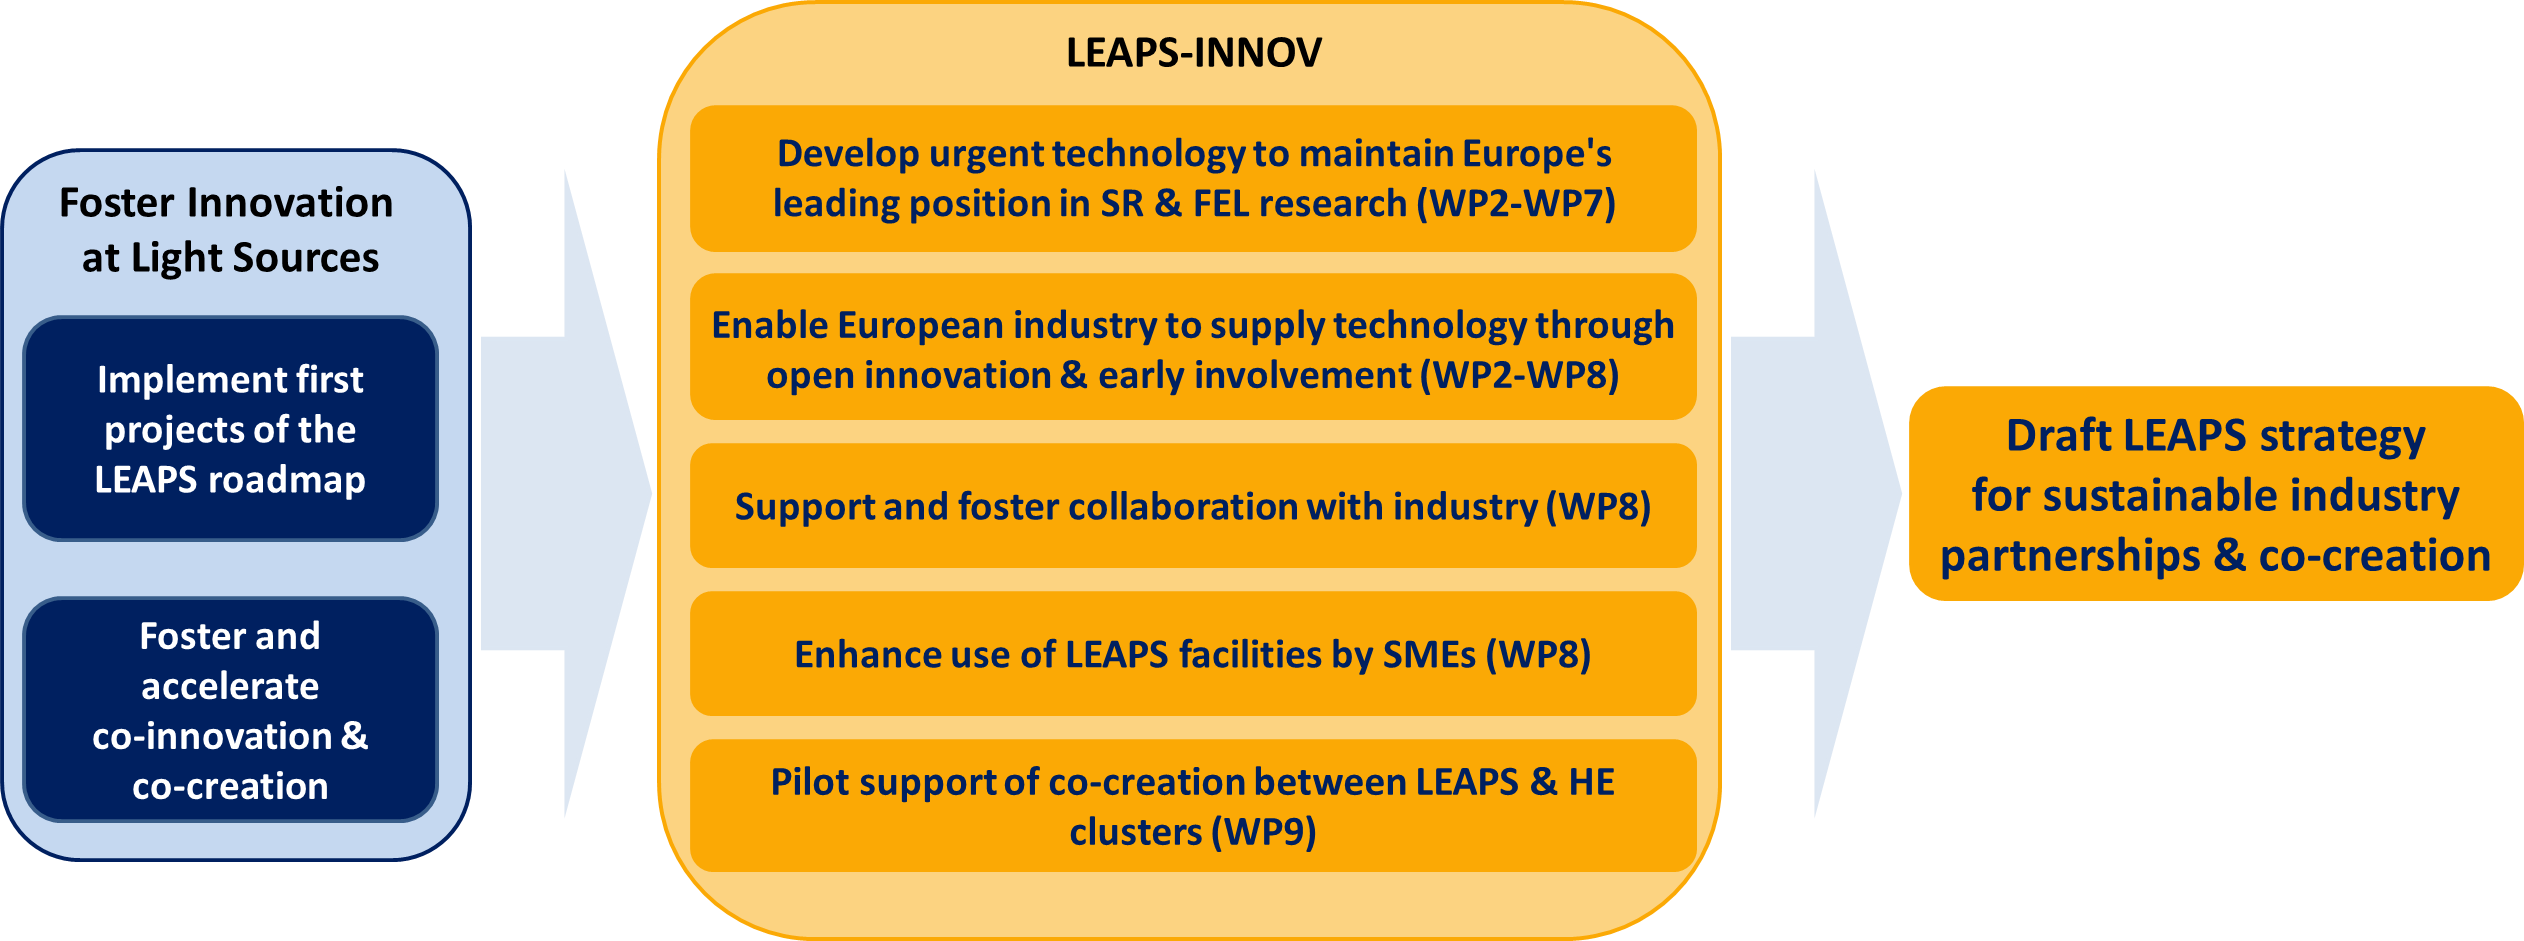 Foster Innovation
at Light Sources
Implement first
projects of the
LEAPS roadmap
Foster and
accelerate
co-innovation &
co-creation
LEAPS-INNOV
Develop urgent technology to maintain Europe's
leading position in SR & FEL research (WP2-WP7)
Enable European industry to supply technology through
open innovation & early involvement (WP2-WP8)
Support and foster collaboration with industry (WP8)
Enhance use of LEAPS facilities by SMEs (WP8)
Pilot support of co-creation between LEAPS & HE
clusters (WP9)
Draft LEAPS strategy
for sustainable industry
partnerships & co-creation